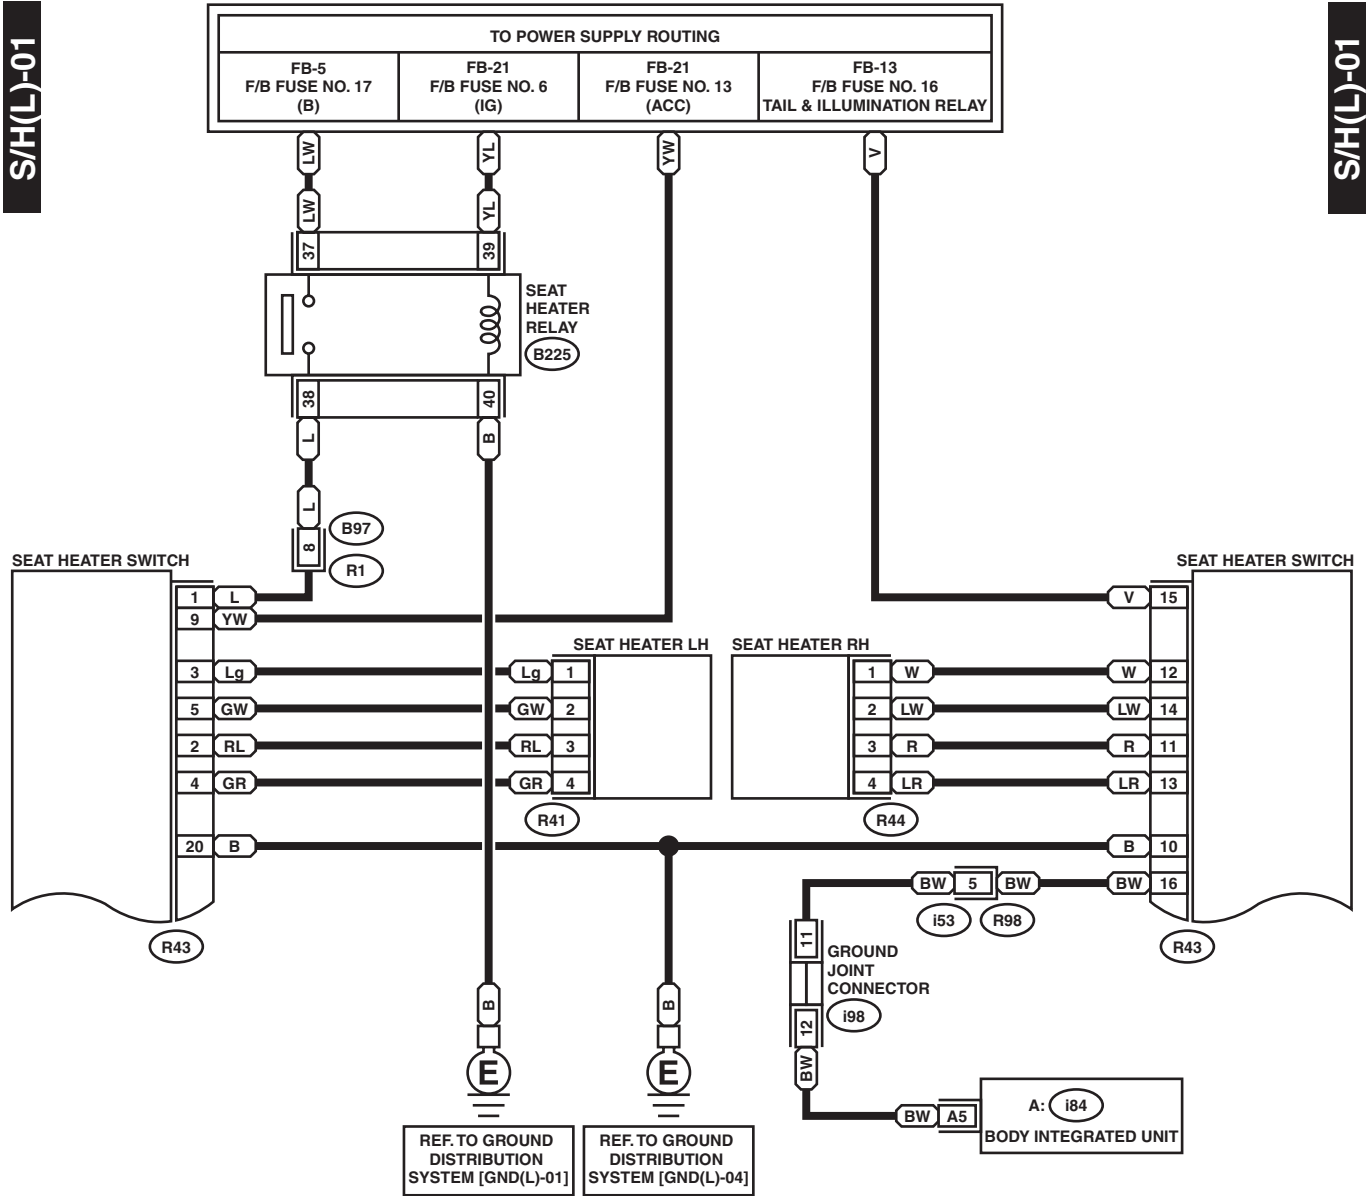 S/H(L)-01
S/H(L)-01
TO POWER SUPPLY ROUTING
FB-5
F/B FUSE NO. 17
(B)
FB-21
F/B FUSE NO. 6
(IG)
FB-21
F/B FUSE NO. 13
(ACC)
FB-13
F/B FUSE NO. 16
TAIL & ILLUMINATION RELAY
LW
YL
YW
V
LW
YL
37
39
SEAT
HEATER
RELAY
B225
38
40
L
B
L
8
B97
R1
SEAT HEATER SWITCH
1 L
9 YW
3 Lg
5 GW
2 RL
4 GR
20 B
R43
SEAT HEATER LH
Lg 1
GW 2
RL 3
GR 4
R41
SEAT HEATER RH
1 W
2 LW
3 R
4 LR
R44
SEAT HEATER SWITCH
V 15
W 12
LW 14
R 11
LR 13
B 10
BW 16
R43
BW 5 BW
i53
R98
11
GROUND
JOINT
CONNECTOR
i98
12
BW
BW A5
A: i84
BODY INTEGRATED UNIT
B
E
REF. TO GROUND
DISTRIBUTION
SYSTEM [GND(L)-01]
B
E
REF. TO GROUND
DISTRIBUTION
SYSTEM [GND(L)-04]